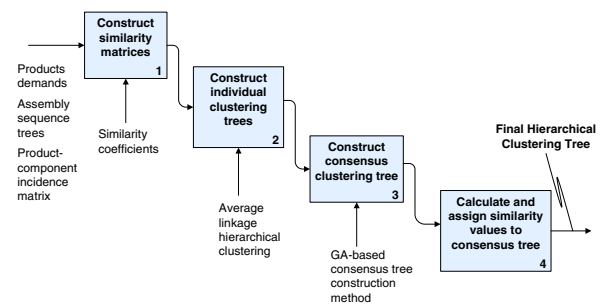 Construct
similarity
matrices
1
Products
demands
Assembly
sequence
trees
Product-
component
incidence
matrix
Similarity
coefficients
Construct
individual
clustering
trees
2
Average
linkage
hierarchical
clustering
Construct
consensus
clustering tree
3
GA-based
consensus tree
construction
method
Calculate and
assign similarity
values to
consensus tree
4
Final Hierarchical
Clustering Tree